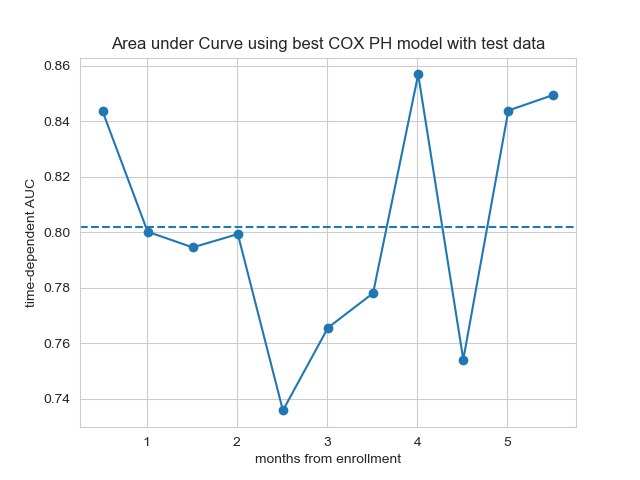 Area under Curve using best COX PH model with test data
0.86
0.84
0.82
0.80
0.78
0.76
0.74
time-dependent AUC
1 2 3 4 5
months from enrollment